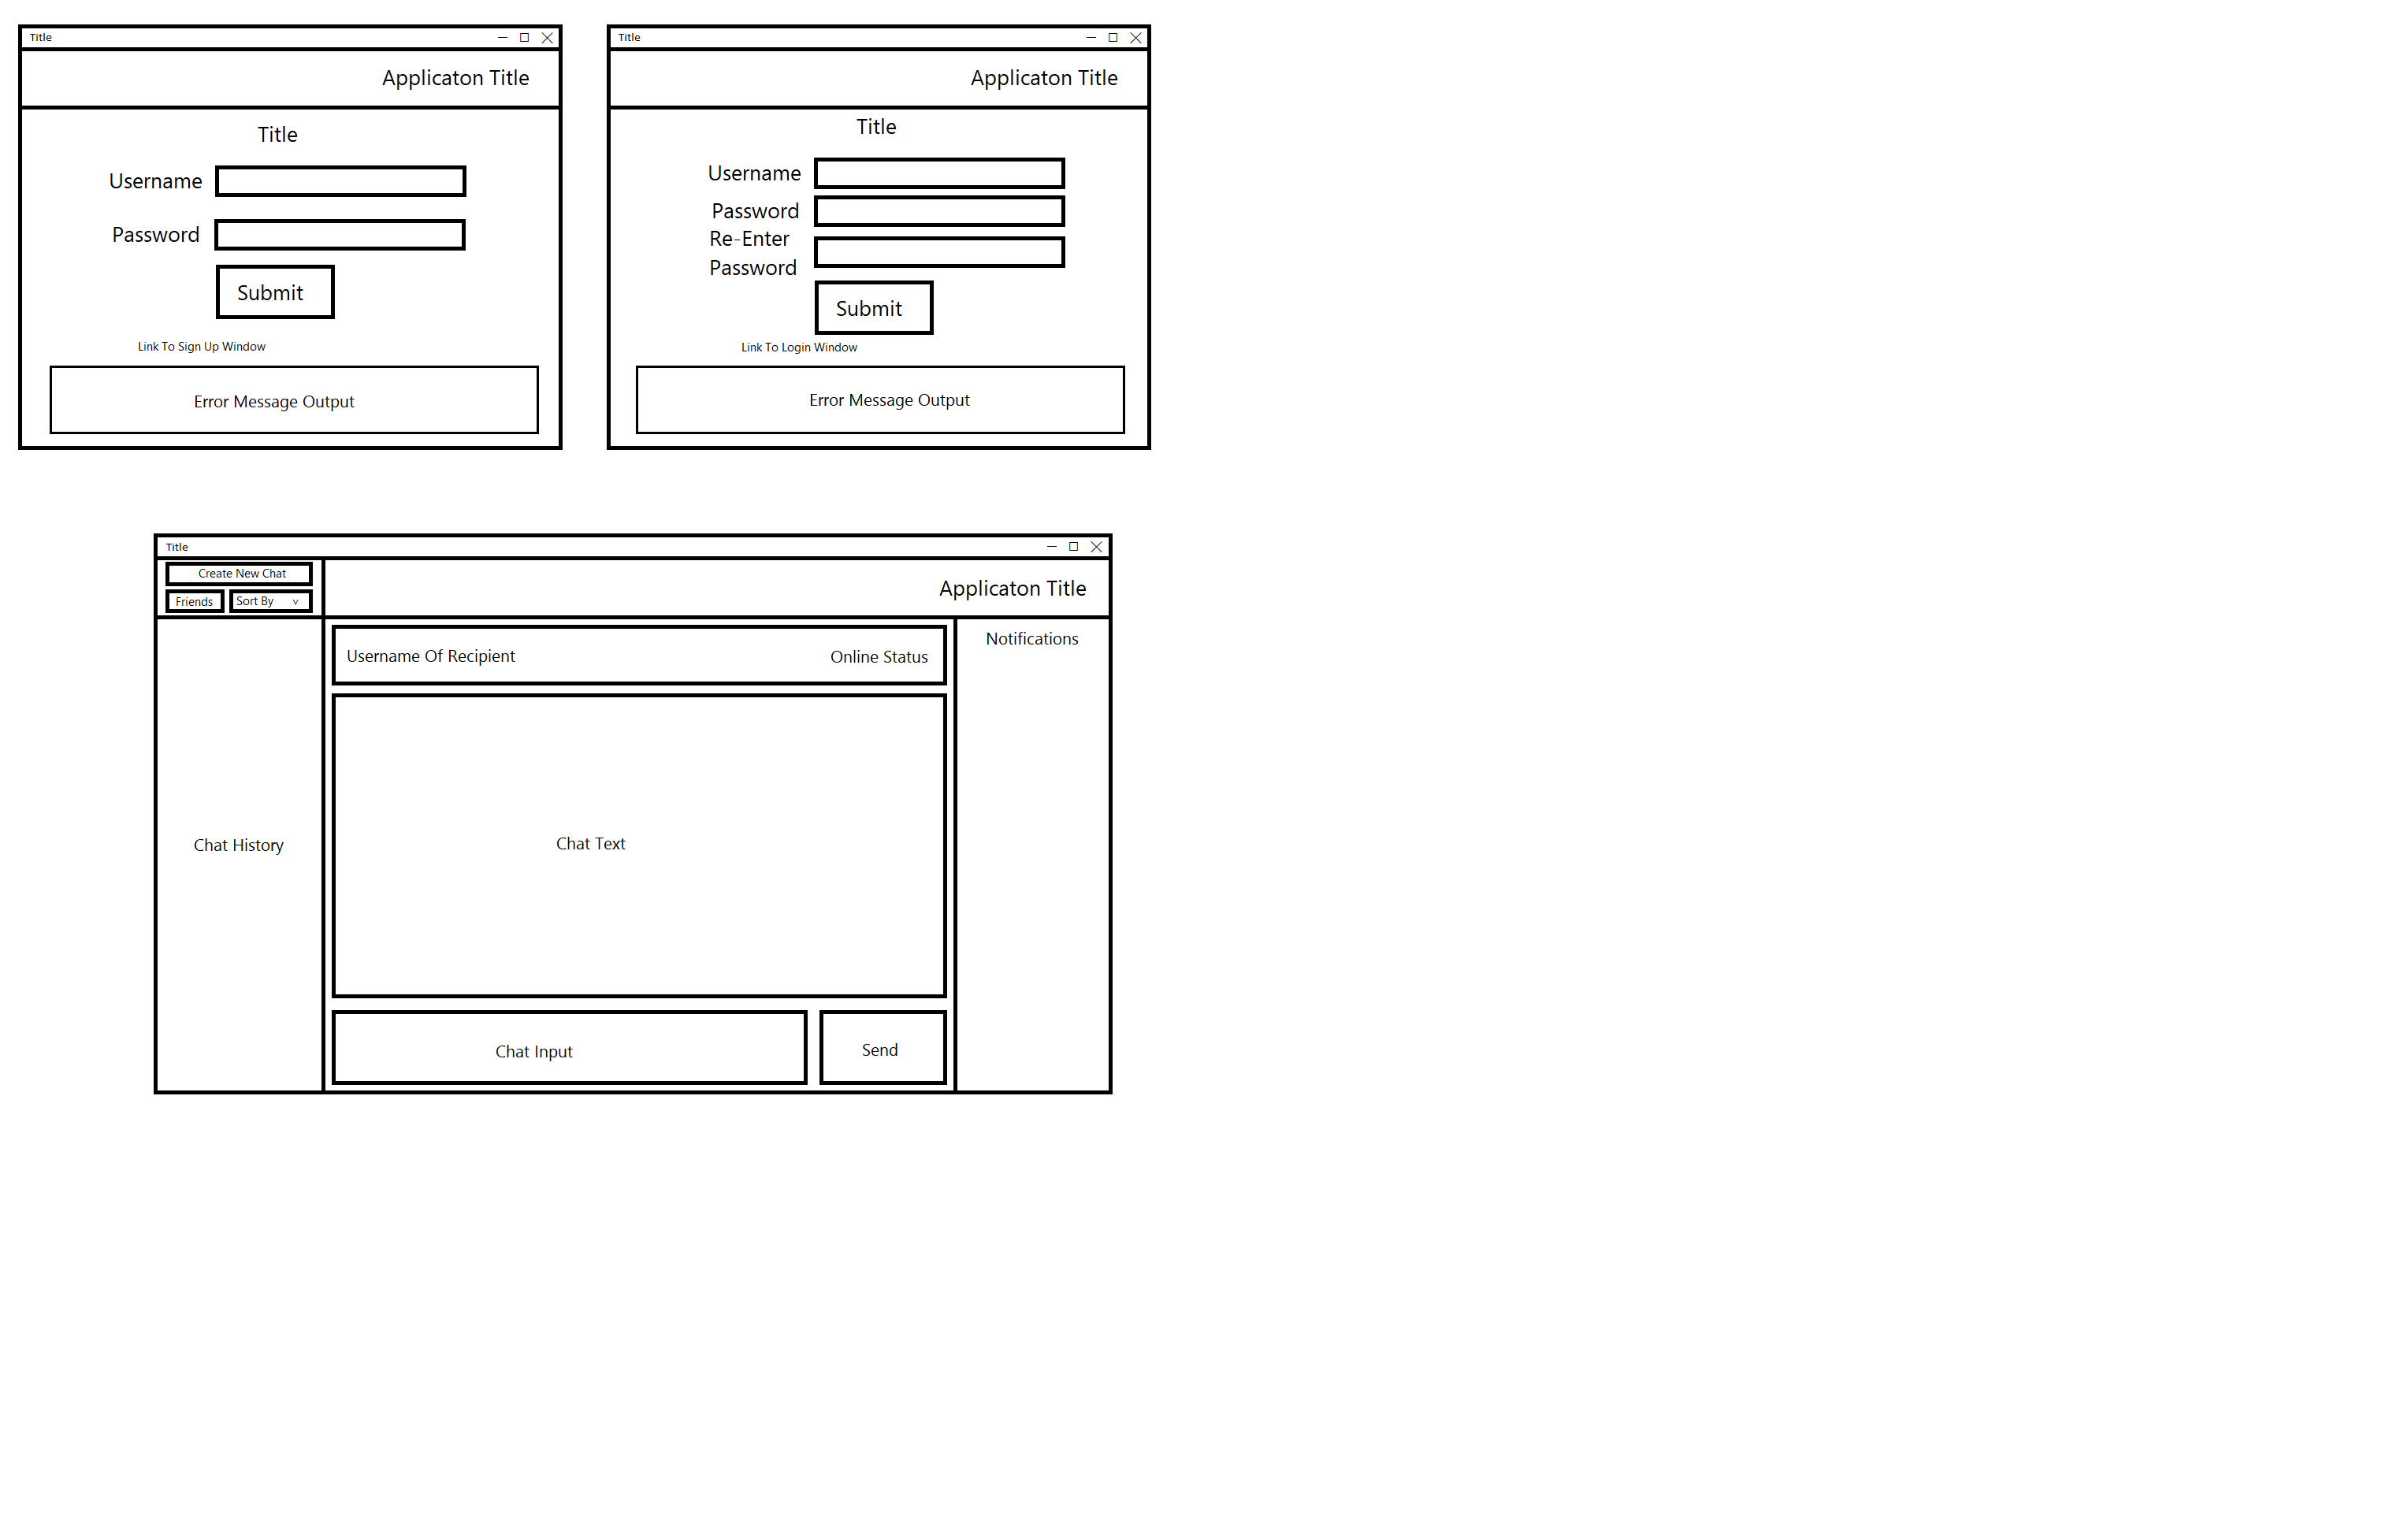 Title
Applicaton Title
Title
Username
Password
Submit
Link To Sign Up Window
Error Message Output
Title
Applicaton Title
Title
Username
Password
Re-Enter
Password
Submit
Link To Login Window
Error Message Output
Title
Create New Chat
Friends
Sort By v
Applicaton Title
Chat History
Username Of Recipient
Online Status
Chat Text
Chat Input
Send
Notifications